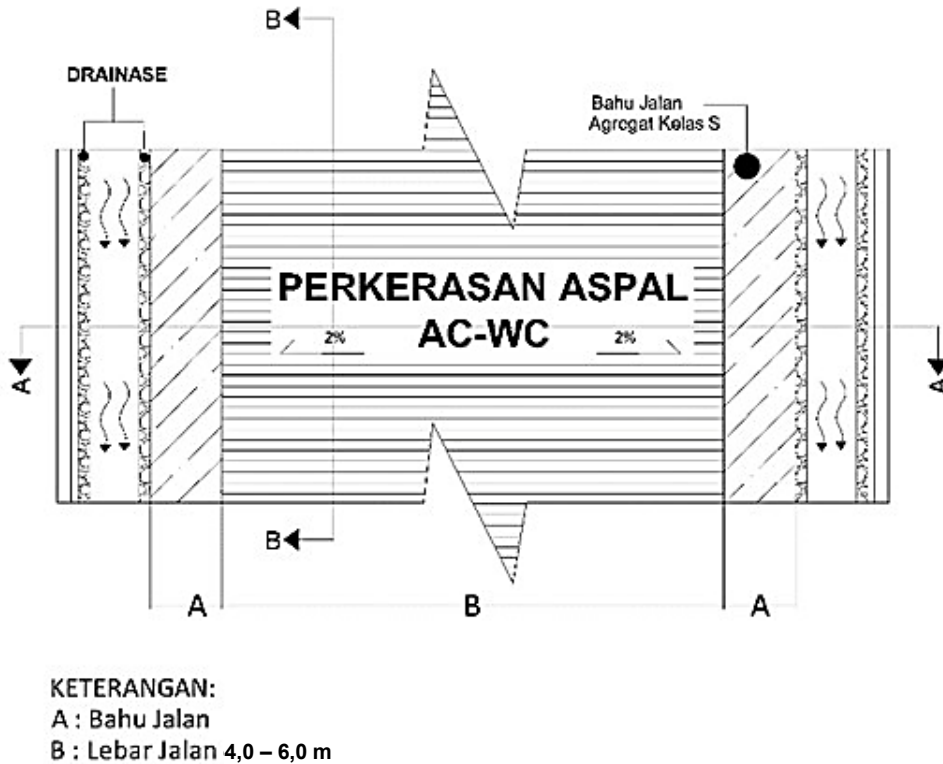 B
DRAINASE
Bahu Jalan
Agregat Kelas S
PERKERASAN ASPAL
AC-WC
2%
2%
A
A
B
A
B
A
KETERANGAN:
A : Bahu Jalan
B : Lebar Jalan 4,0 – 6,0 m